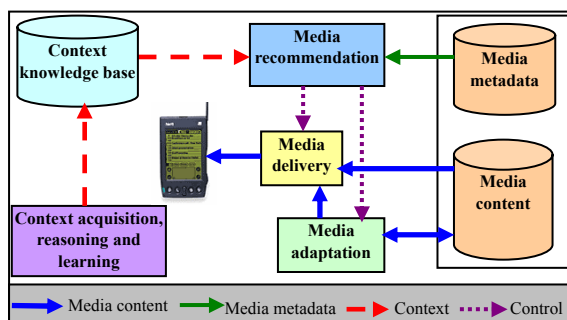 Context
knowledge base
Media
recommendation
Media
metadata
Media
delivery
Media
content
Context acquisition,
reasoning and
learning
Media
adaptation
Media content
Media metadata
Context
Control